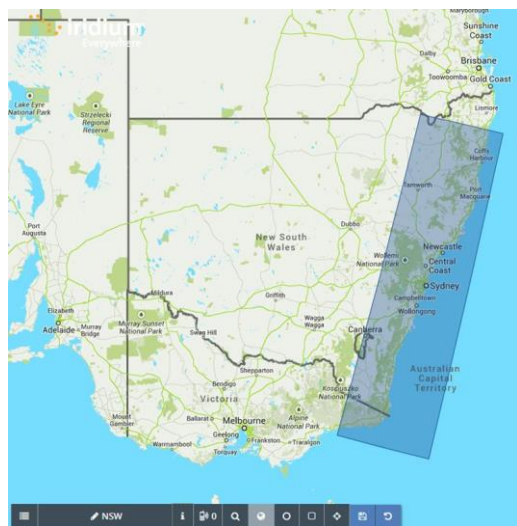 Iridium
Everywhere
Maryborough
Sunshine
Coast
Dalby
Brisbane
Toowoomba
Gold Coast
Lismore
Lake Eyre
National Park
Strzelecki
Regional
Reserve
Coffs
Harbour
Tamworth
Port
Macquarie
Port
Augusta
Dubbo
New South
Wales
Wollemi
National Park
Newcastle
Central
Coast
Sydney
Campbelltown
Wollongong
Mildura
Griffith
Elizabeth
Adelaide
Murray
Bridge
Murray Sunset
National Park
Swan Hill
Wagga
Wagga
Canberra
Shepparton
Australian
Capital
Territory
Bendigo
Kosciuszko
National Park
Victoria
Mount
Gambier
Ballarat
Melbourne
Alpine
National Park
Geelong
Frankston
Traralgon
Warrnambool
Torquay
NSW
i
0